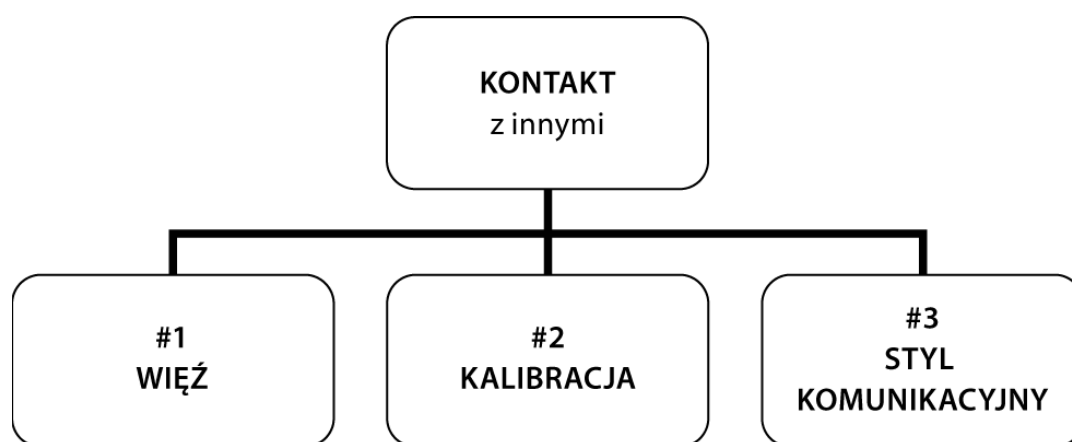 KONTAKT
z innymi
#1
WIĘŹ
#2
KALIBRACJA
#3
STYL
KOMUNIKACYJNY